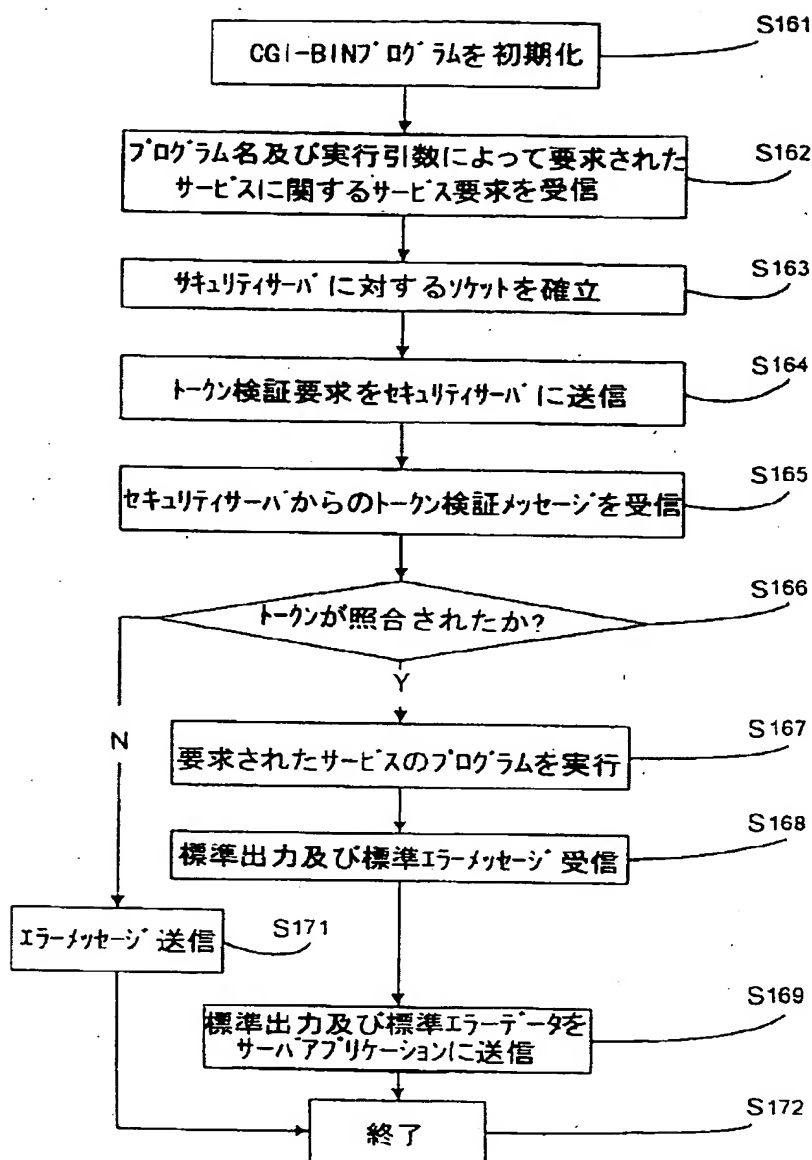 S161
CGI-BINプログラムを初期化
S162
プログラム名及び実行引数によって要求された
サービスに関するサービス要求を受信
S163
サキュリティサーバに対するソケットを確立
S164
トークン検証要求をセキュリティサーバに送信
S165
セキュリティサーバからのトークン検証メッセージを受信
S166
トークンが照合されたか?
Y
N
S167
要求されたサービスのプログラムを実行
S168
標準出力及び標準エラーメッセージ受信
S171
エラーメッセージ送信
S169
標準出力及び標準エラーデータを
サーバアプリケーションに送信
S172
終了